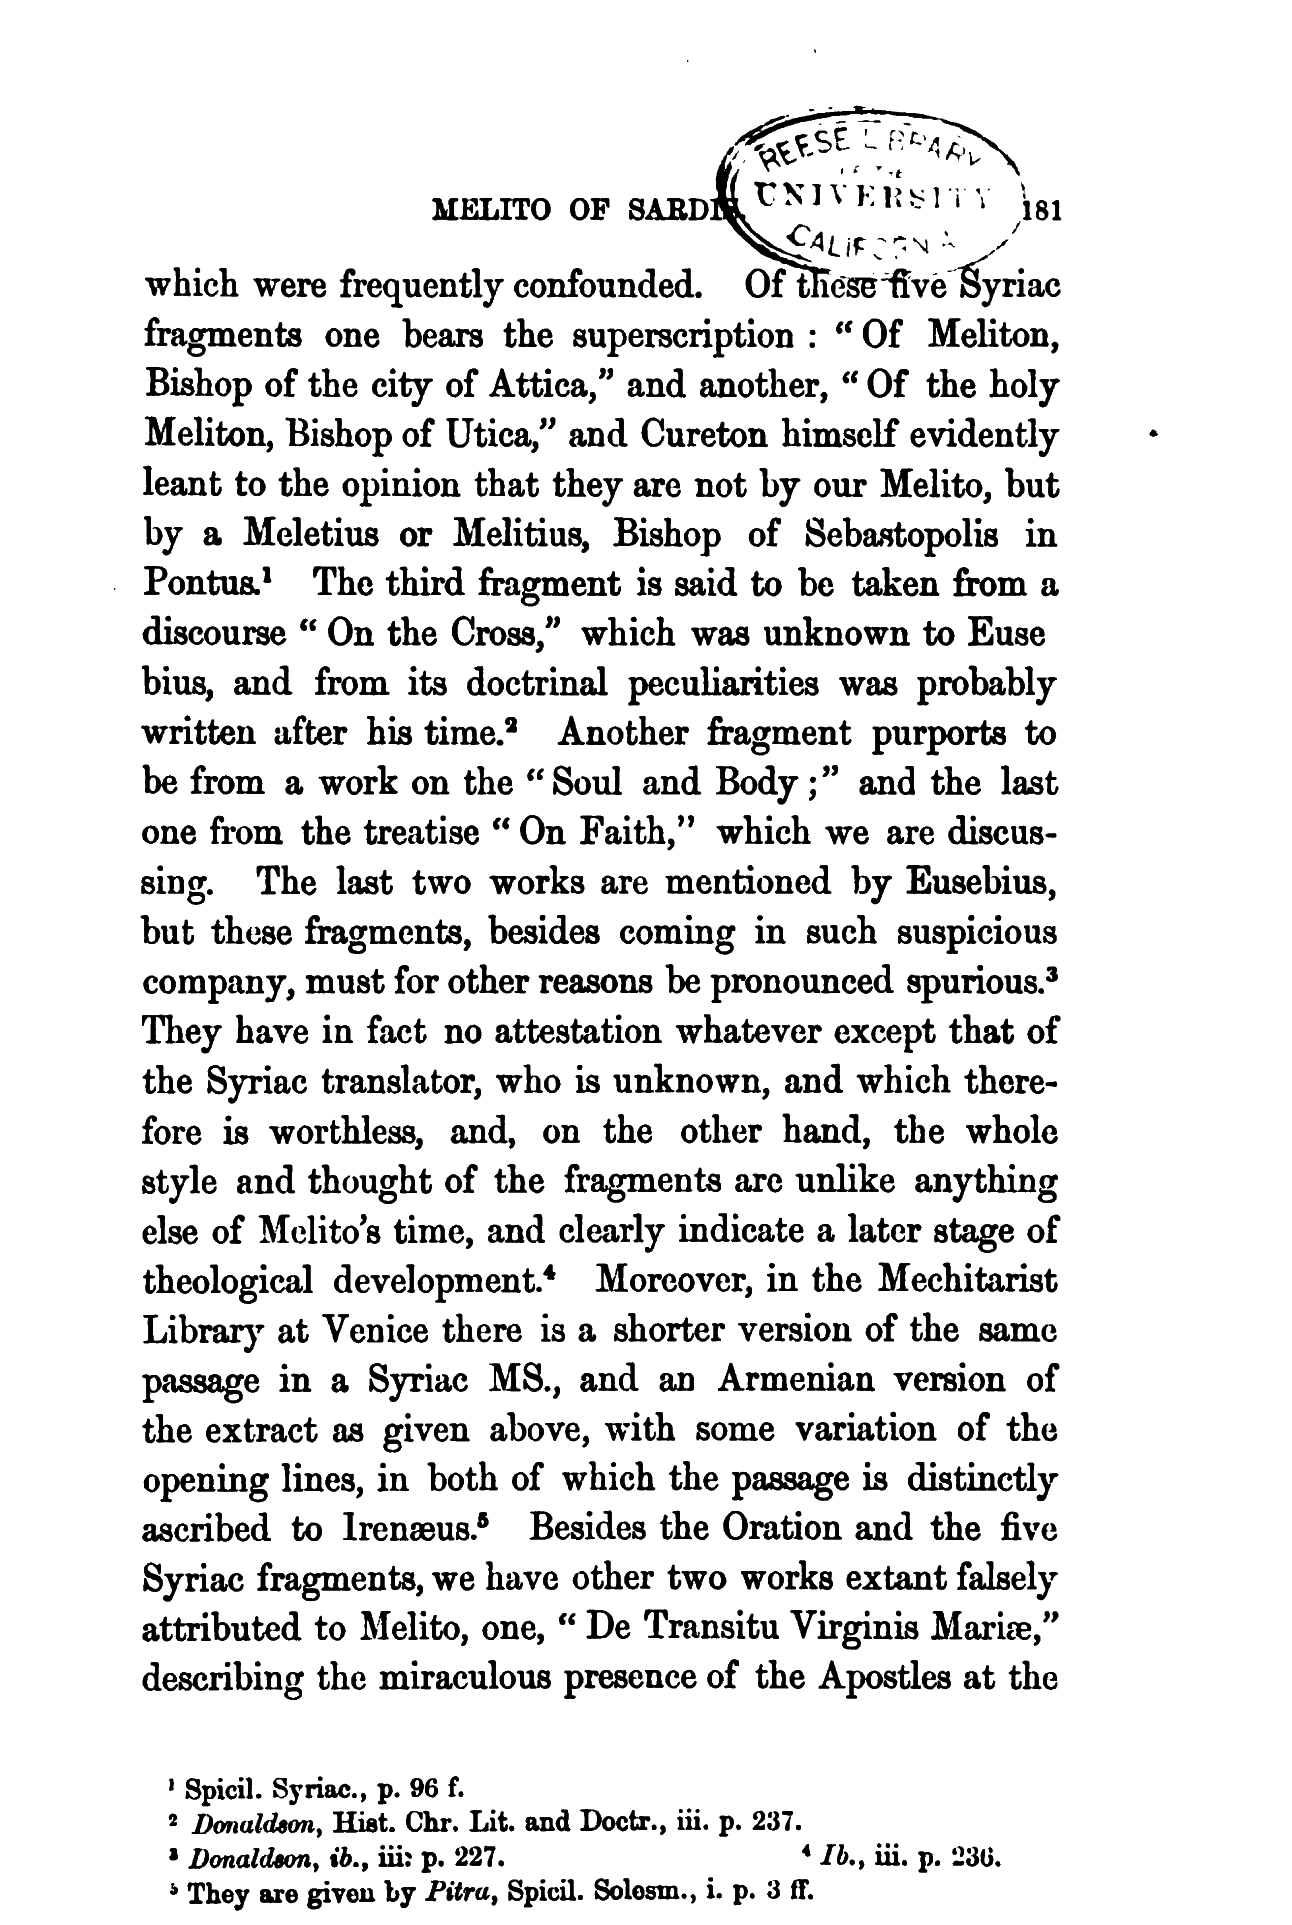 REESE LIBRARY
OF THE
UNIVERSITY
CALIFORNIA
MELITO OF SARDIS. 181
which were frequently confounded. Of these five Syriac
fragments one bears the superscription : “ Of Meliton,
Bishop of the city of Attica,” and another, “ Of the holy
Meliton, Bishop of Utica,” and Cureton himself evidently
leant to the opinion that they are not by our Melito, but
by a Meletius or Melitius, Bishop of Sebastopolis in
Pontus.¹ The third fragment is said to be taken from a
discourse “ On the Cross,” which was unknown to Euse
bius, and from its doctrinal peculiarities was probably
written after his time.² Another fragment purports to
be from a work on the “ Soul and Body ;” and the last
one from the treatise “ On Faith,” which we are discus-
sing. The last two works are mentioned by Eusebius,
but these fragments, besides coming in such suspicious
company, must for other reasons be pronounced spurious.³
They have in fact no attestation whatever except that of
the Syriac translator, who is unknown, and which there-
fore is worthless, and, on the other hand, the whole
style and thought of the fragments are unlike anything
else of Melito’s time, and clearly indicate a later stage of
theological development.⁴ Moreover, in the Mechitarist
Library at Venice there is a shorter version of the same
passage in a Syriac MS., and an Armenian version of
the extract as given above, with some variation of the
opening lines, in both of which the passage is distinctly
ascribed to Irenæus.⁵ Besides the Oration and the five
Syriac fragments, we have other two works extant falsely
attributed to Melito, one, “ De Transitu Virginis Mariæ,”
describing the miraculous presence of the Apostles at the
¹ Spicil. Syriac., p. 96 f.
² Donaldson, Hist. Chr. Lit. and Doctr., iii. p. 237.
³ Donaldson, ib., iii: p. 227. ⁴ Ib., iii. p. 236.
⁵ They are given by Pitra, Spicil. Solesm., i. p. 3 ff.